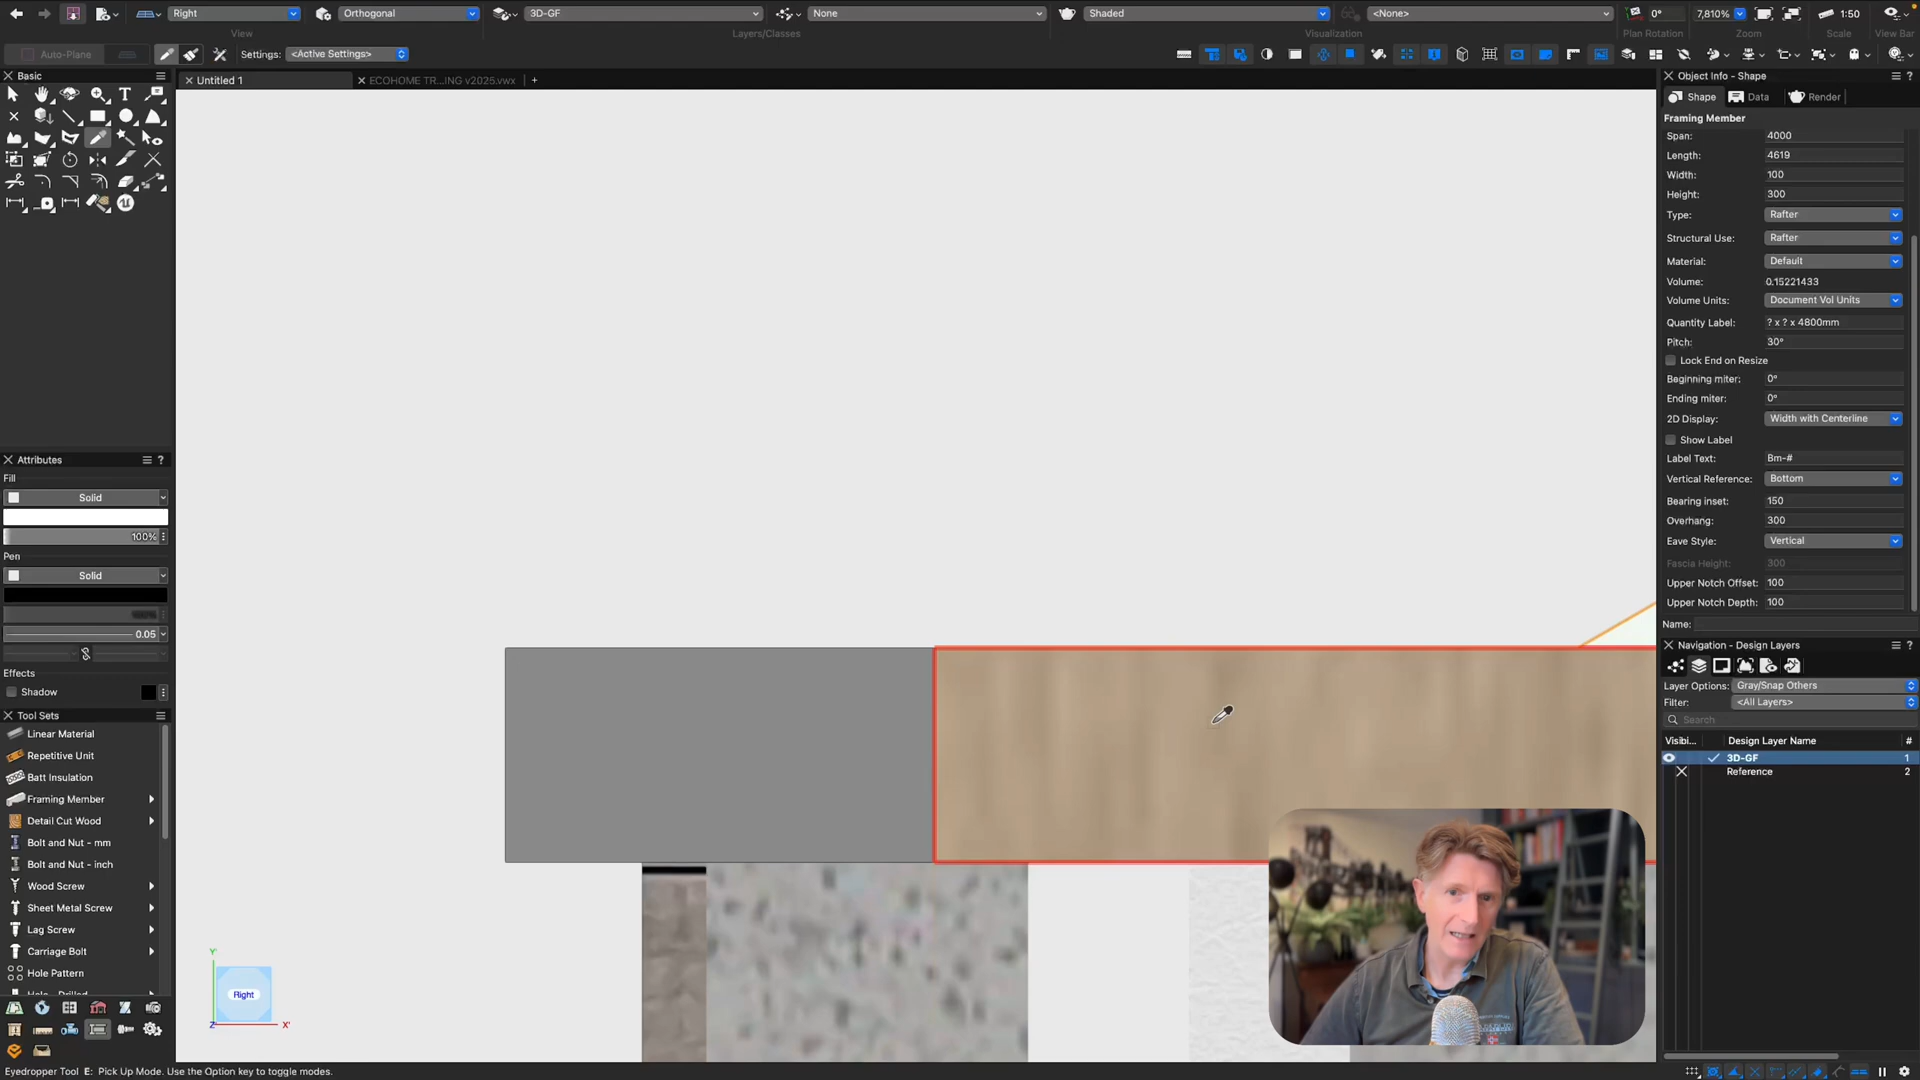 Right
Orthogonal
3D-GF
None
Shaded
<None>
0°
7,810%
1:50
View
Layers/Classes
Visualization
Plan Rotation
Zoom
Scale
View Bar
Auto-Plane
Settings:
<Active Settings>
Untitled 1
ECOHOME TR...ING v2025.vwx
+
Basic
Attributes
?
Fill
Solid
100%
Pen
Solid
0.05
Effects
Shadow
Tool Sets
Linear Material
Repetitive Unit
Batt Insulation
Framing Member
Detail Cut Wood
Bolt and Nut - mm
Bolt and Nut - inch
Wood Screw
Sheet Metal Screw
Lag Screw
Carriage Bolt
Hole Pattern
Eyedropper Tool E: Pick Up Mode. Use the Option key to toggle modes.
Y'
Right
Z'
X'
Object Info - Shape
?
Shape
Data
Render
Framing Member
Span: 4000
Length: 4619
Width: 100
Height: 300
Type: Rafter
Structural Use: Rafter
Material: Default
Volume: 0.15221433
Volume Units: Document Vol Units
Quantity Label: ? x ? x 4800mm
Pitch: 30°
Lock End on Resize
Beginning miter: 0°
Ending miter: 0°
2D Display: Width with Centerline
Show Label
Label Text: Bm-#
Vertical Reference: Bottom
Bearing inset: 150
Overhang: 300
Eave Style: Vertical
Fascia Height: 300
Upper Notch Offset: 100
Upper Notch Depth: 100
Name:
Navigation - Design Layers
?
Layer Options: Gray/Snap Others
Filter: <All Layers>
Search
Visibi... Design Layer Name #
3D-GF 1
Reference 2